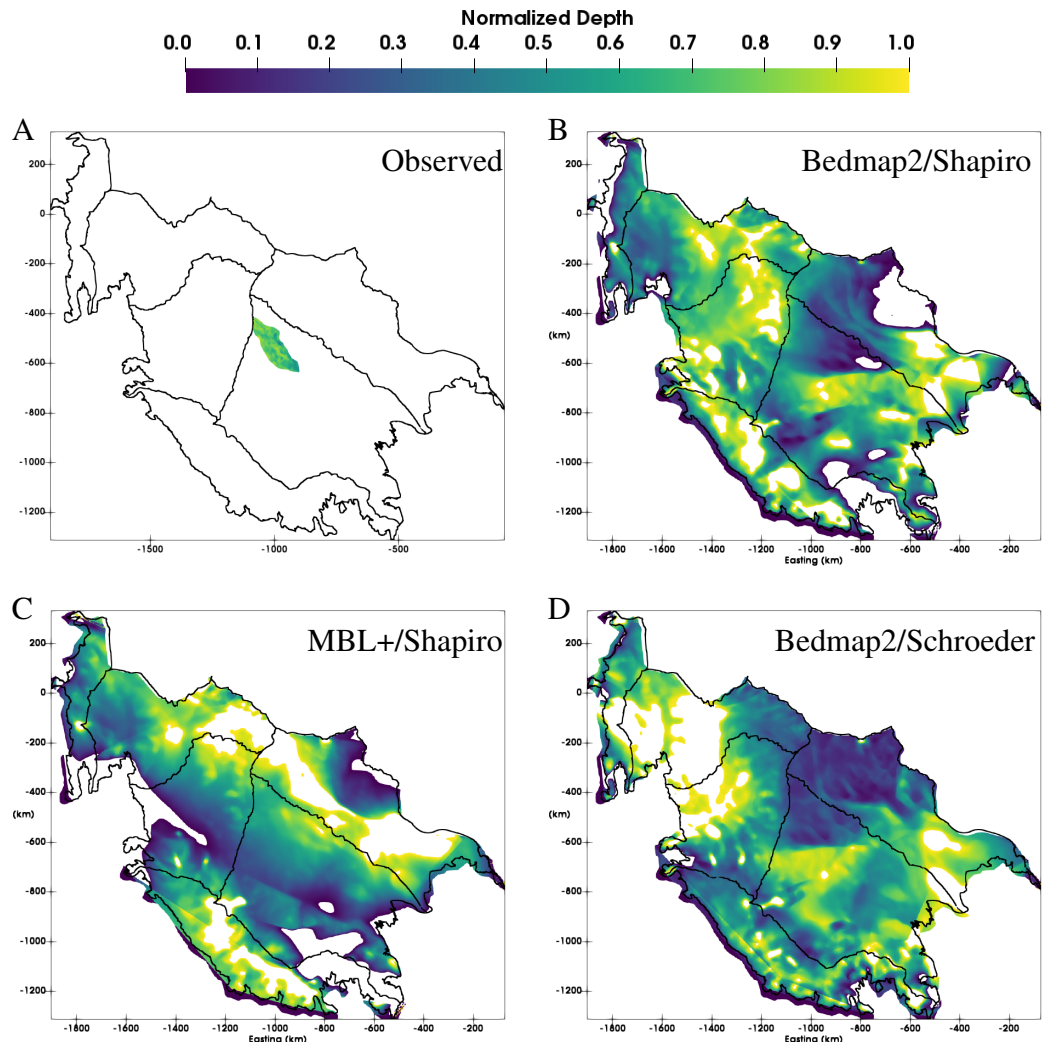 Normalized Depth
0.0 0.1 0.2 0.3 0.4 0.5 0.6 0.7 0.8 0.9 1.0
A
Observed
200
0
-200
-400
-600
-800
-1000
-1200
-1500 -1000 -500
B
Bedmap2/Shapiro
200
0
-200
-400
(km)
-600
-800
-1000
-1200
-1800 -1600 -1400 -1200 -1000 -800 -600 -400 -200
Easting (km)
C
MBL+/Shapiro
200
0
-200
-400
(km)
-600
-800
-1000
-1200
-1800 -1600 -1400 -1200 -1000 -800 -600 -400 -200
Easting (km)
D
Bedmap2/Schroeder
200
0
-200
-400
(km)
-600
-800
-1000
-1200
-1800 -1600 -1400 -1200 -1000 -800 -600 -400 -200
Easting (km)